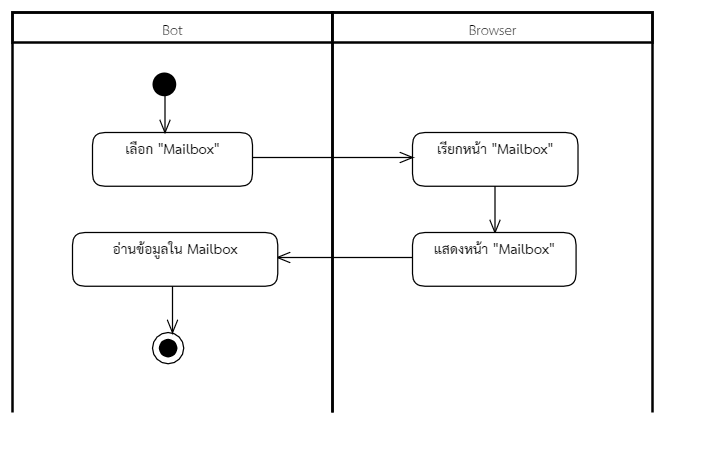 Bot
Browser
เลือก "Mailbox"
เรียกหน้า "Mailbox"
อ่านข้อมูลใน Mailbox
แสดงหน้า "Mailbox"